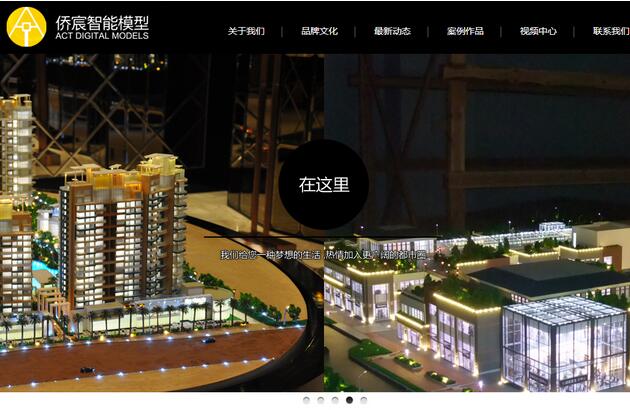 侨宸智能模型
ACT DIGITAL MODELS
关于我们 | 品牌文化 | 最新动态 | 案例作品 | 视频中心 | 联系我们
在这里
我们给您一种梦想的生活 ,热情加入更广阔的都市圈